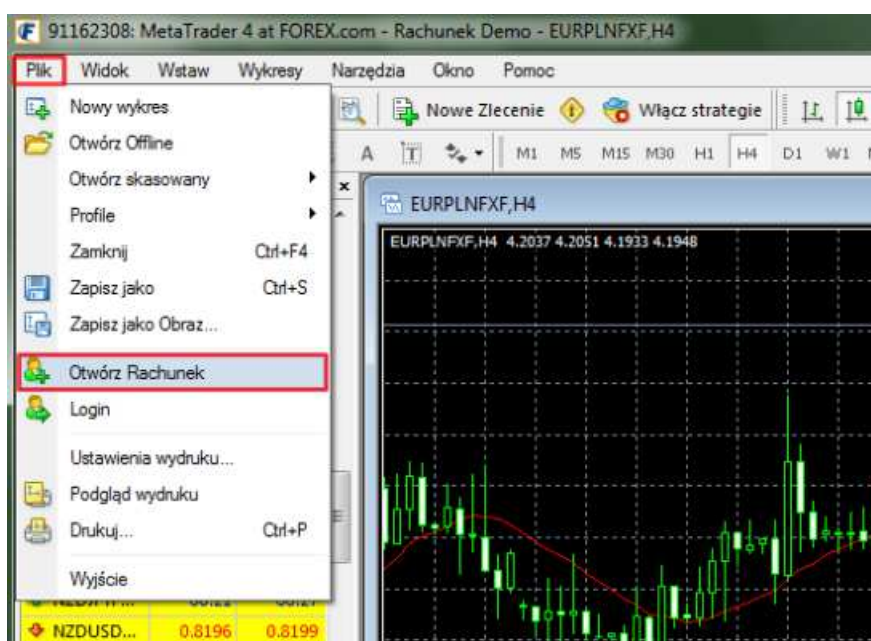 91162308: MetaTrader 4 at FOREX.com - Rachunek Demo - EURPLNFXF,H4
Plik Widok Wstaw Wykresy Narzędzia Okno Pomoc
Nowe Zlecenie Włącz strategie
A T M1 M5 M15 M30 H1 H4 D1 W1
Nowy wykres
Otwórz Offline
Otwórz skasowany
Profile
Zamknij Ctrl+F4
Zapisz jako Ctrl+S
Zapisz jako Obraz...
Otwórz Rachunek
Login
Ustawienia wydruku...
Podgląd wydruku
Drukuj... Ctrl+P
Wyjście
EURPLNFXF,H4
EURPLNFXF,H4 4.2037 4.2051 4.1933 4.1948
NZDUSD... 0.8196 0.8199